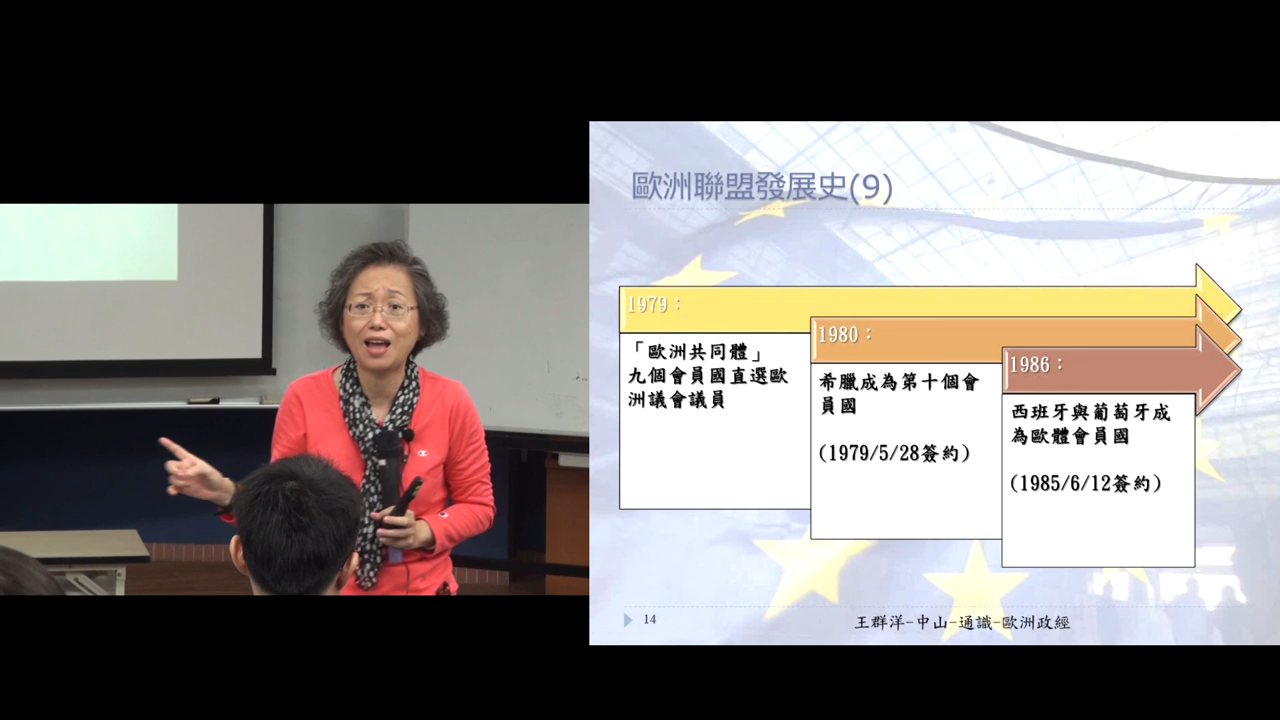 歐洲聯盟發展史(9)
1979：
「歐洲共同體」
九個會員國直選歐
洲議會議員
1980：
希臘成為第十個會
員國
(1979/5/28簽約)
1986：
西班牙與葡萄牙成
為歐體會員國
(1985/6/12簽約)
14
王群洋-中山-通識-歐洲政經